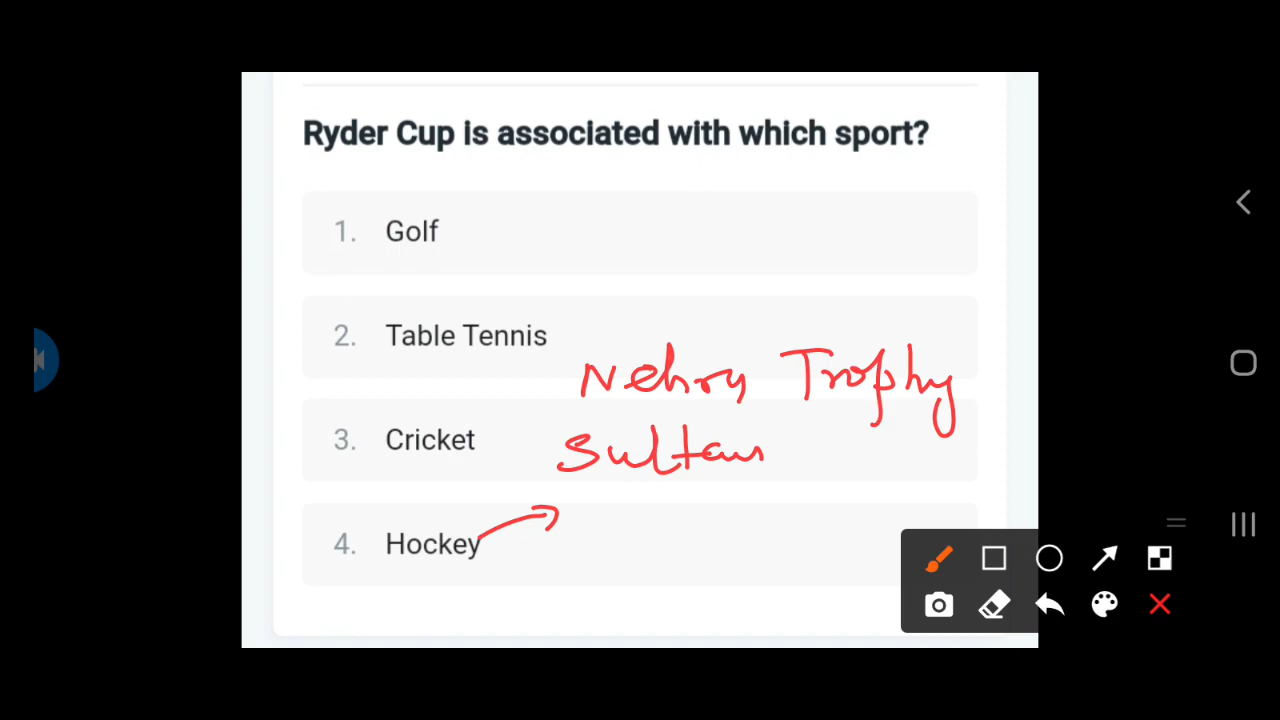 Ryder Cup is associated with which sport?
1. Golf
2. Table Tennis
Nehru Trophy
3. Cricket
Sultan
4. Hockey